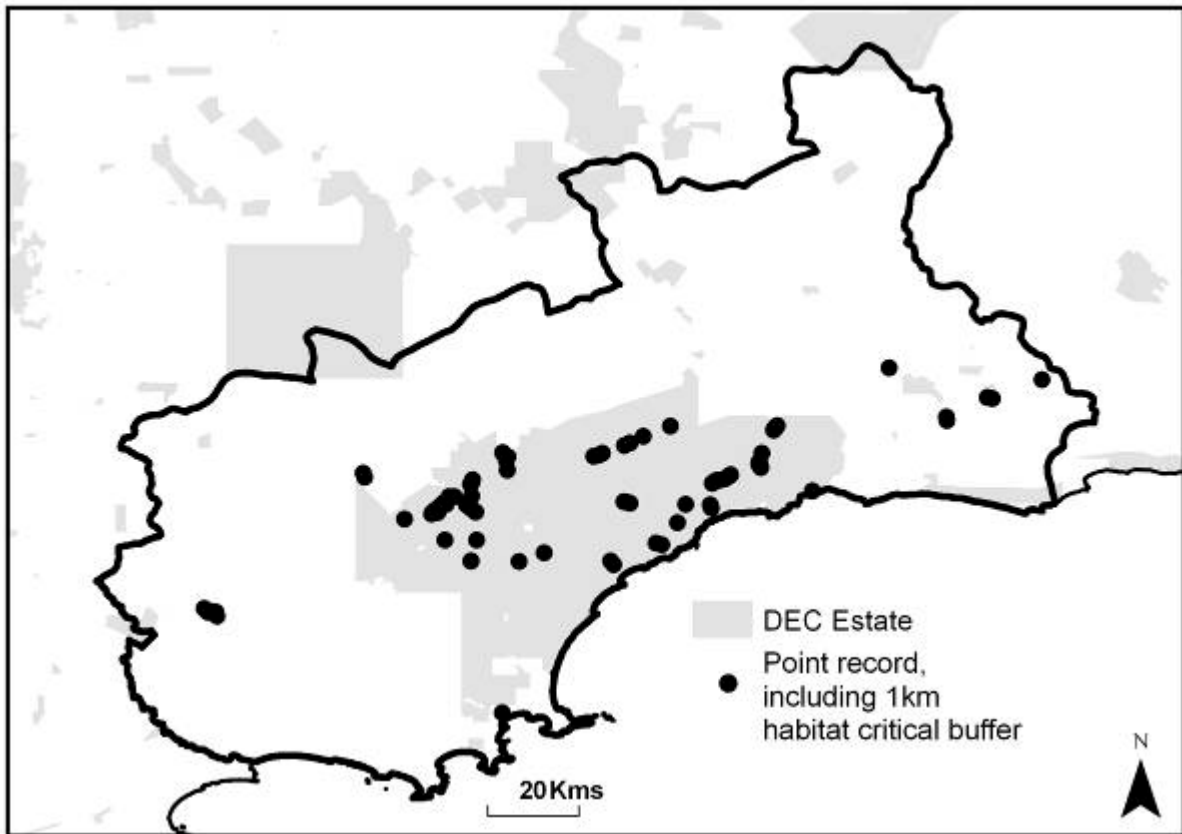 DEC Estate
Point record,
including 1km
habitat critical buffer
N
20Kms